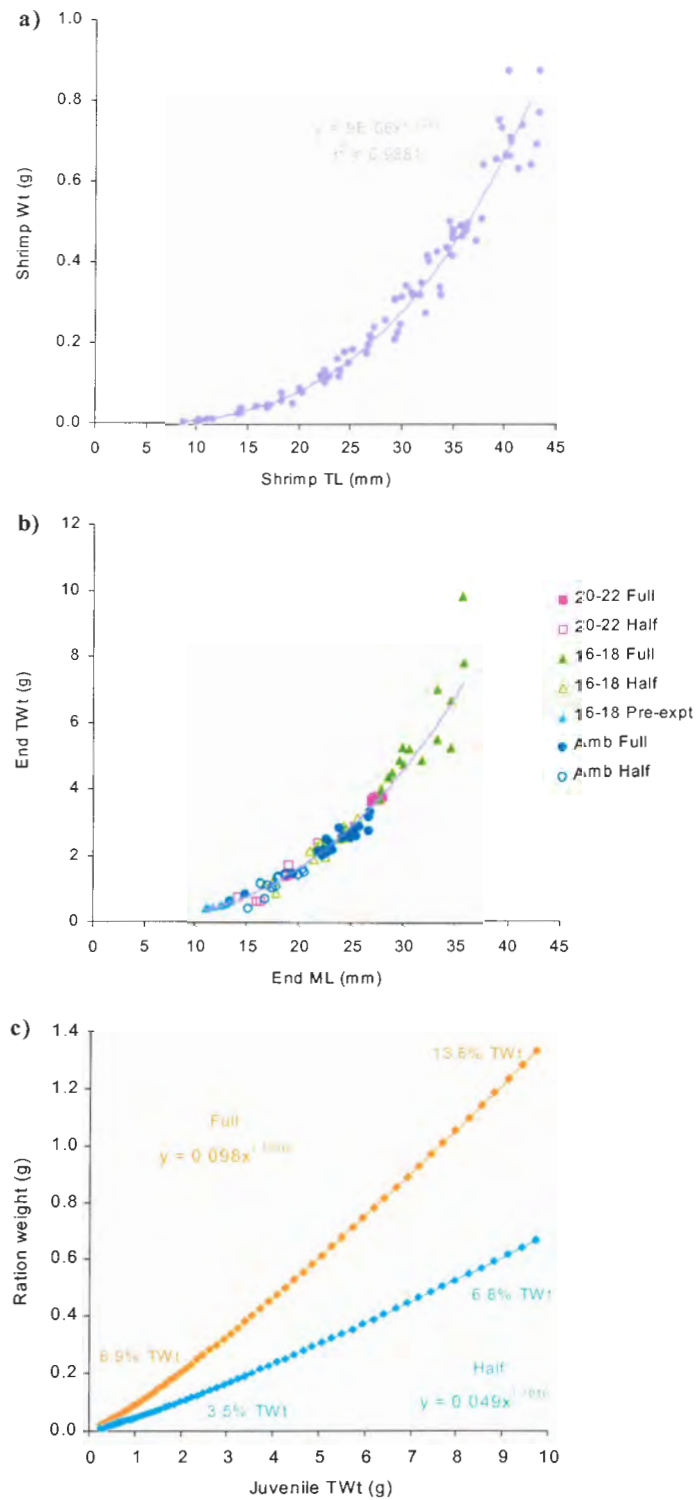 a)
1.0
0.8
0.6
0.4
0.2
0.0
Shrimp Wt (g)
0 5 10 15 20 25 30 35 40 45
Shrimp TL (mm)
b)
12
10
8
6
4
2
0
End TWt (g)
0 5 10 15 20 25 30 35 40 45
End ML (mm)
20-22 Full
20-22 Half
16-18 Full
16-18 Half
16-18 Pre-expt
Amb Full
Amb Half
c)
1.4
1.2
1.0
0.8
0.6
0.4
0.2
0.0
Ration weight (g)
13.6% TWt
Full
y = 0.098x
6.9% TWt
6.8% TWt
3.5% TWt
Half
y = 0.049x
0 1 2 3 4 5 6 7 8 9 10
Juvenile TWt (g)